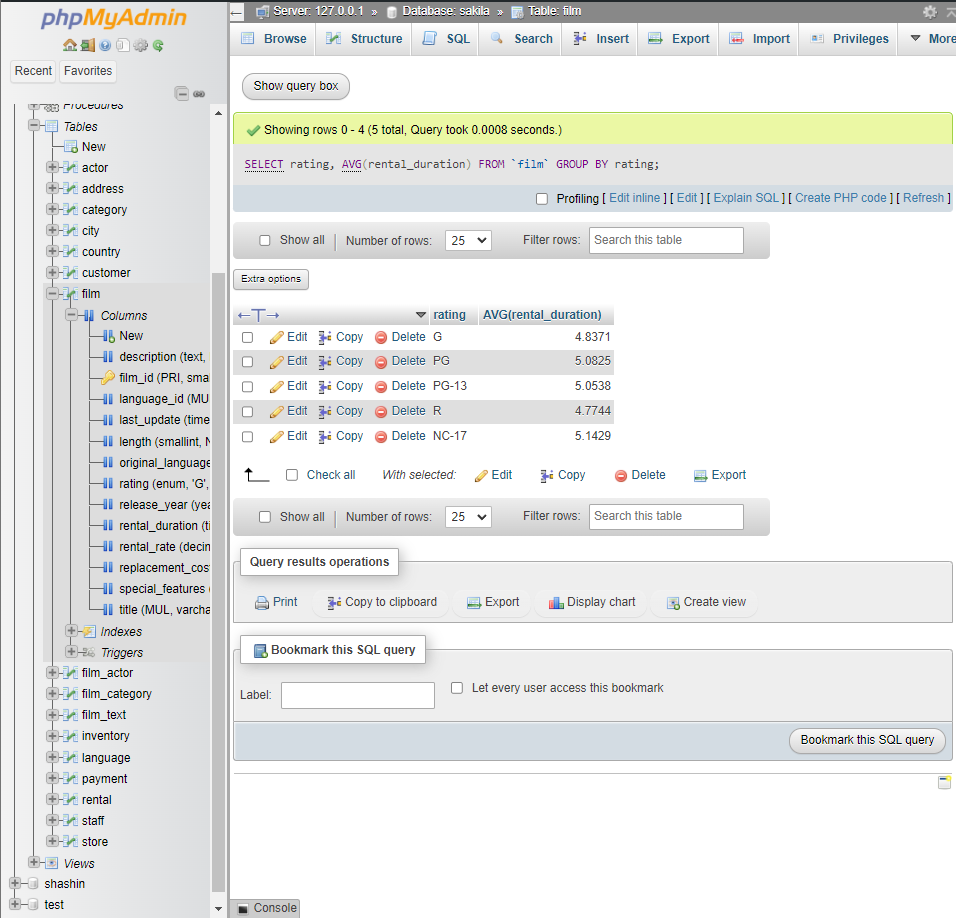 phpMyAdmin
Recent
Favorites
Procedures
Tables
New
actor
address
category
city
country
customer
film
Columns
New
description (text,
film_id (PRI, sma
language_id (MU
last_update (time
length (smallint, N
original_language
rating (enum, 'G',
release_year (yea
rental_duration (ti
rental_rate (decin
replacement_cos
special_features (
title (MUL, varcha
Indexes
Triggers
film_actor
film_category
film_text
inventory
language
payment
rental
staff
store
Views
shashin
test
Server: 127.0.0.1 » Database: sakila » Table: film
Browse Structure SQL Search Insert Export Import Privileges More
Show query box
Showing rows 0 - 4 (5 total, Query took 0.0008 seconds.)
SELECT rating, AVG(rental_duration) FROM `film` GROUP BY rating;
Profiling [ Edit inline ] [ Edit ] [ Explain SQL ] [ Create PHP code ] [ Refresh ]
Show all Number of rows: 25 Filter rows: Search this table
Extra options
rating AVG(rental_duration)
Edit Copy Delete G 4.8371
Edit Copy Delete PG 5.0825
Edit Copy Delete PG-13 5.0538
Edit Copy Delete R 4.7744
Edit Copy Delete NC-17 5.1429
Check all With selected: Edit Copy Delete Export
Show all Number of rows: 25 Filter rows: Search this table
Query results operations
Print Copy to clipboard Export Display chart Create view
Bookmark this SQL query
Label: Let every user access this bookmark
Bookmark this SQL query
Console